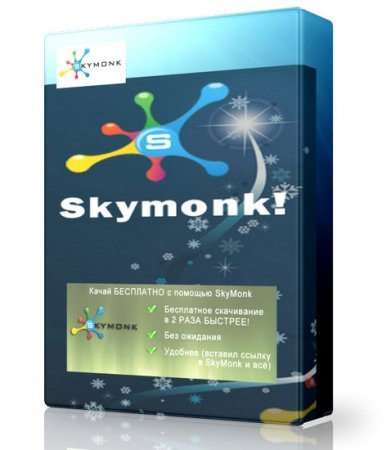 SKYMONK
S
Skymonk!
Качай БЕСПЛАТНО с помощью SkyMonk
Бесплатное скачивание
в 2 РАЗА БЫСТРЕЕ!
SKYMONK
Без ожидания
Удобнее (вставил ссылку
в SkyMonk и всё)